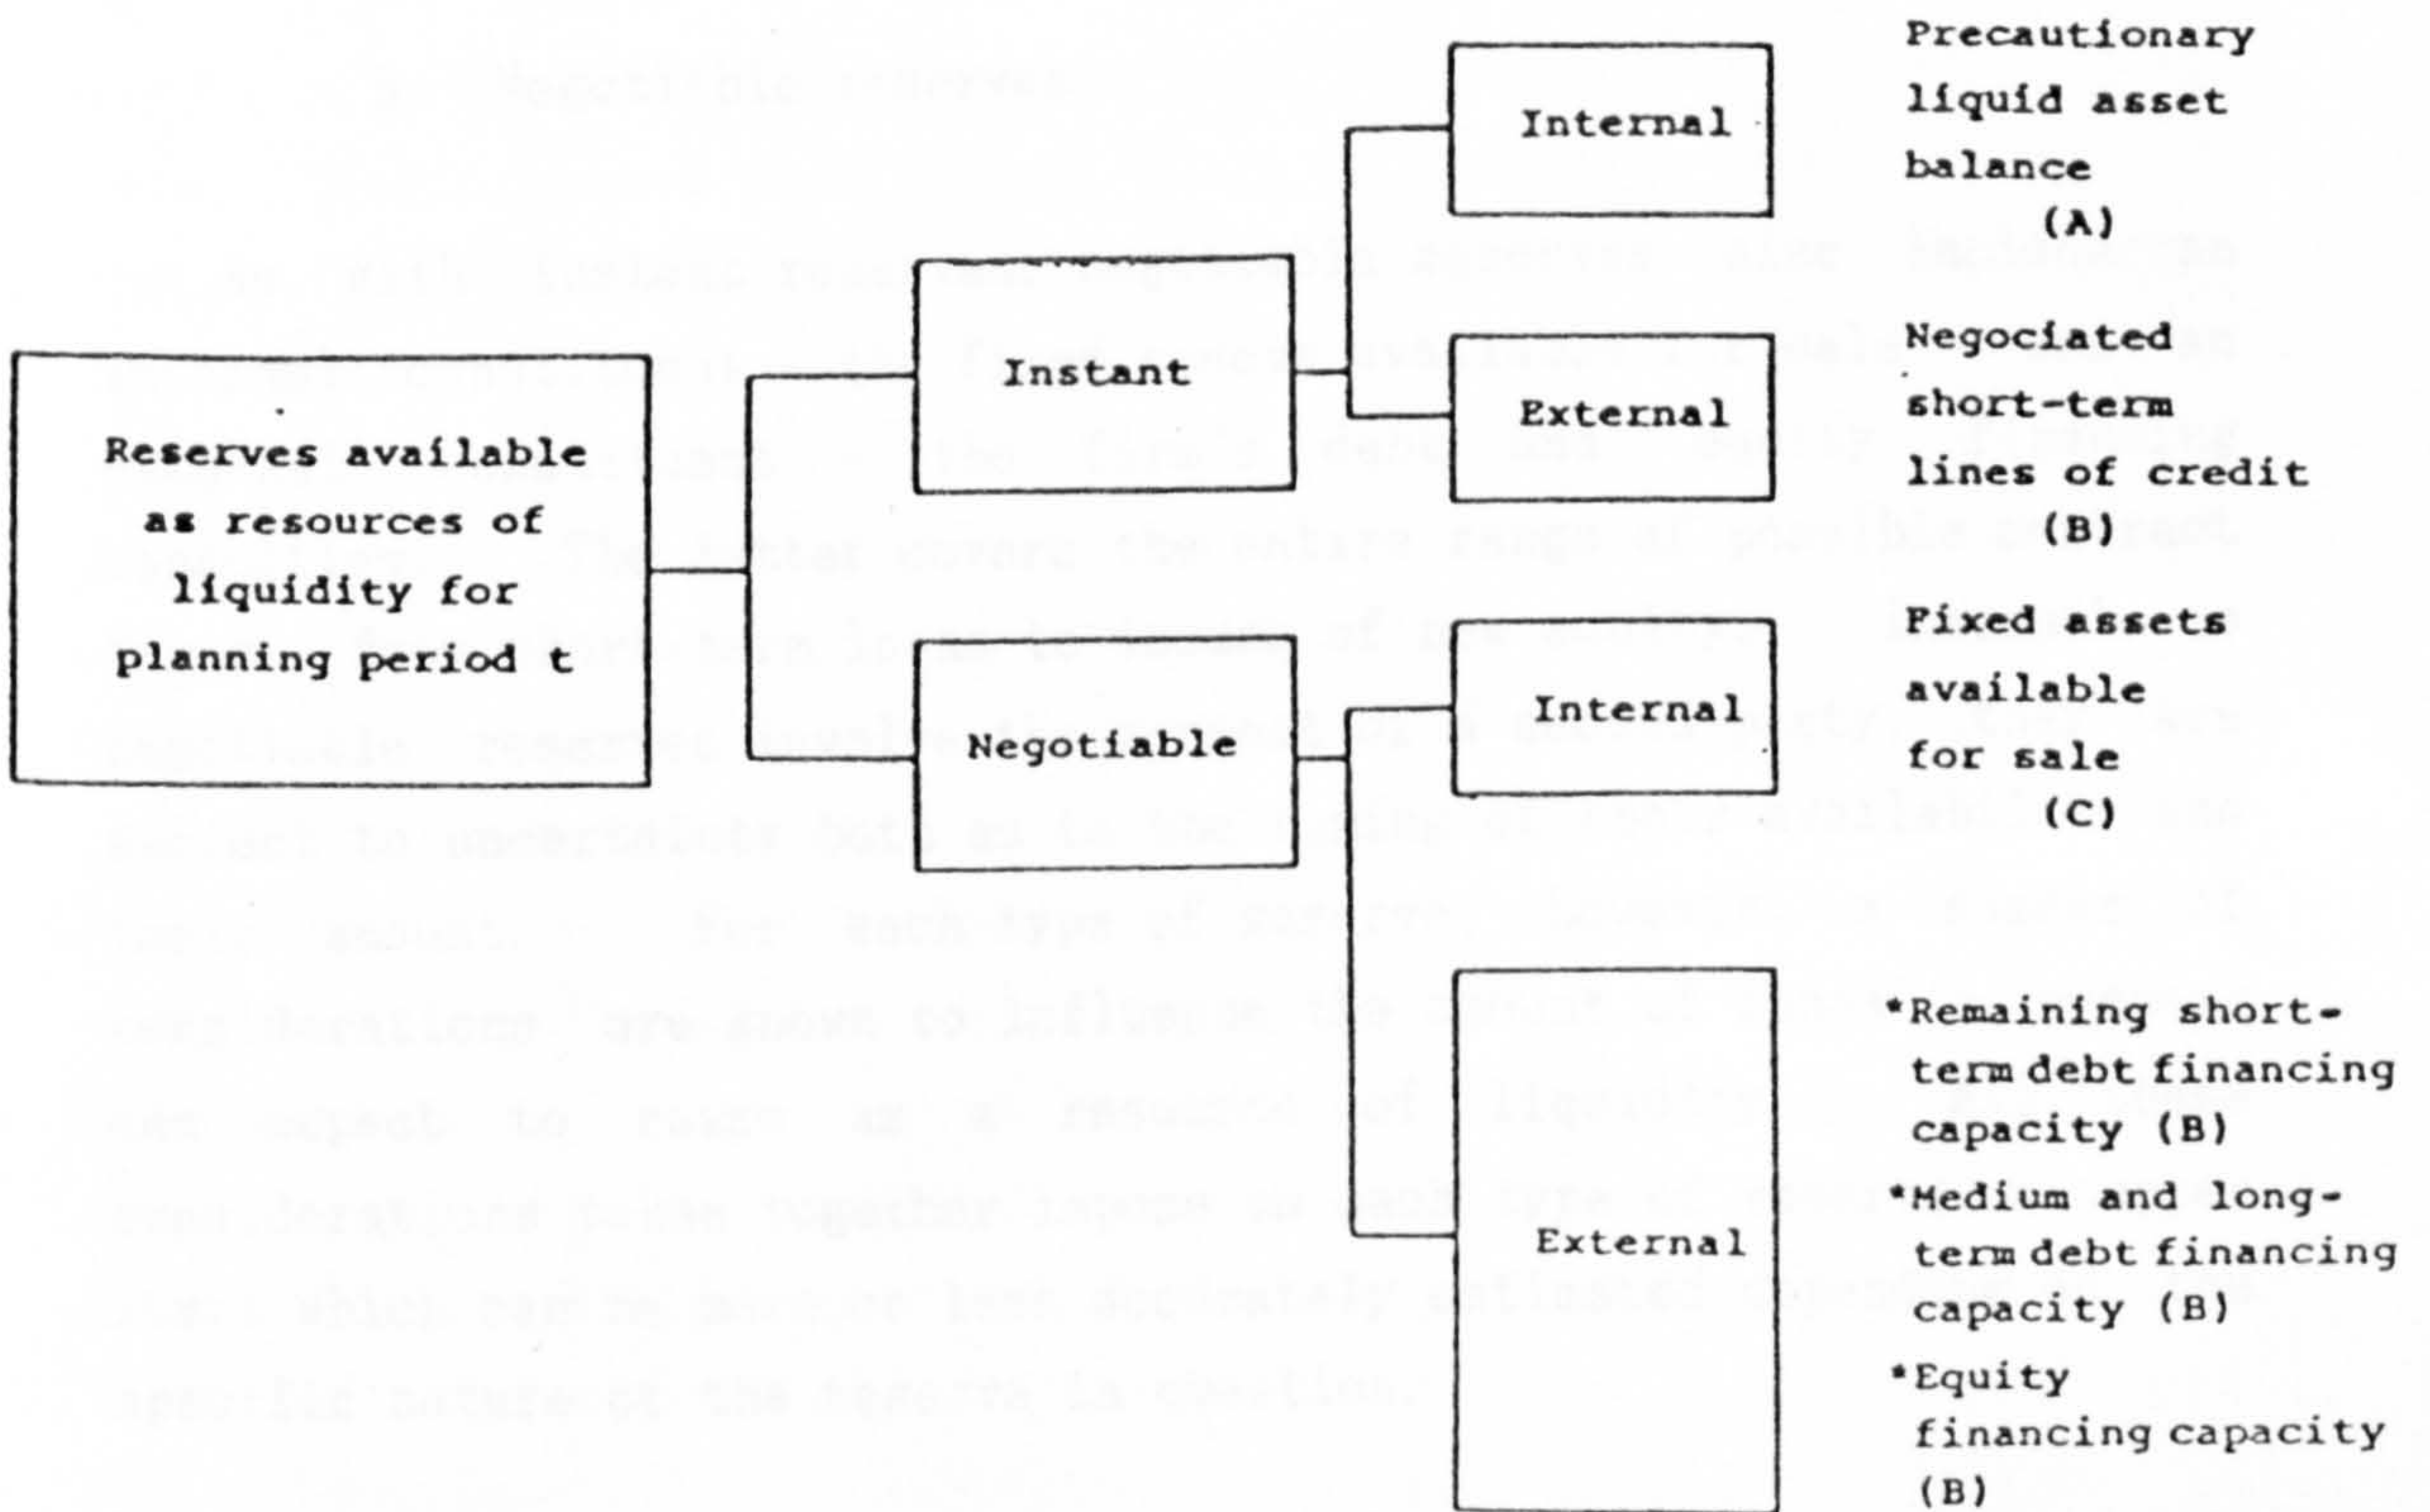 Reserves available
as resources of
liquidity for
planning period t
Instant
Negotiable
Internal
External
Internal
External
Precautionary
liquid asset
balance
(A)
Negociated
short-term
lines of credit
(B)
Fixed assets
available
for sale
(C)
*Remaining short-
term debt financing
capacity (B)
*Medium and long-
term debt financing
capacity (B)
*Equity
financing capacity
(B)